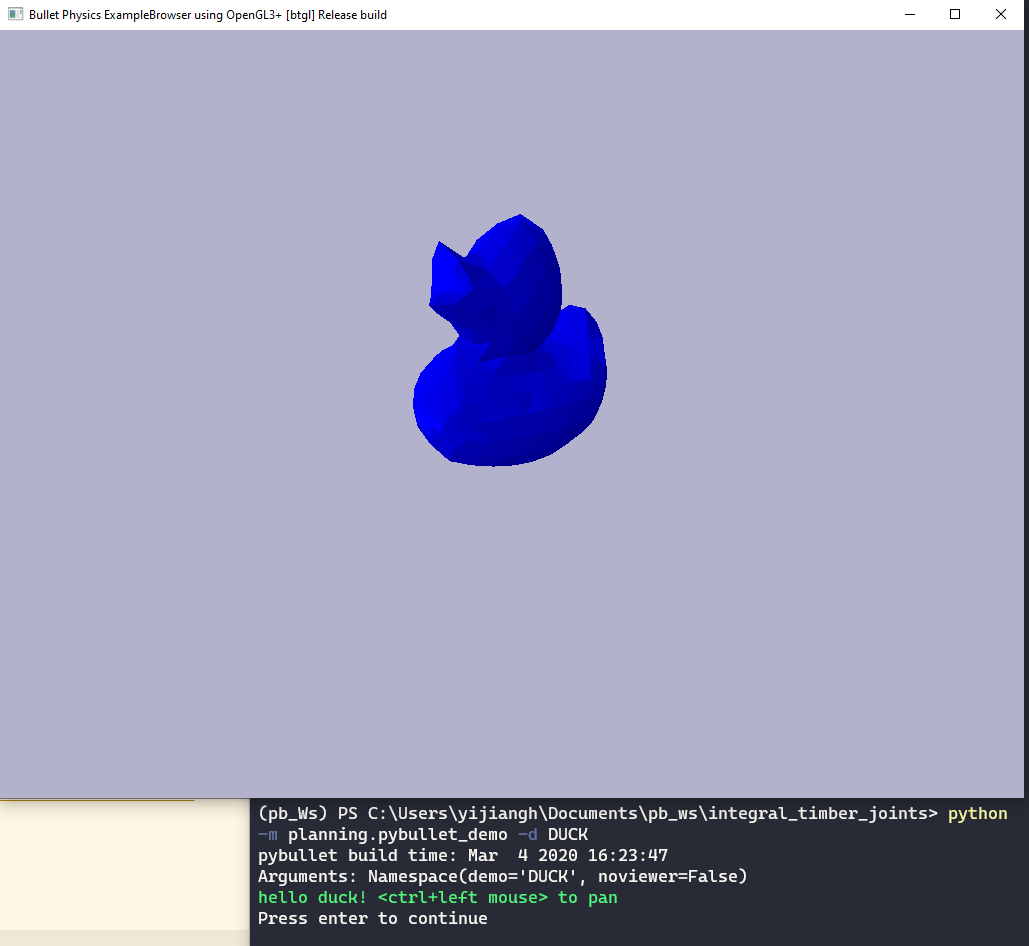 Bullet Physics ExampleBrowser using OpenGL3+ [btgl] Release build
(pb_Ws) PS C:\Users\yijiangh\Documents\pb_ws\integral_timber_joints> python
-m planning.pybullet_demo -d DUCK
pybullet build time: Mar  4 2020 16:23:47
Arguments: Namespace(demo='DUCK', noviewer=False)
hello duck! <ctrl+left mouse> to pan
Press enter to continue